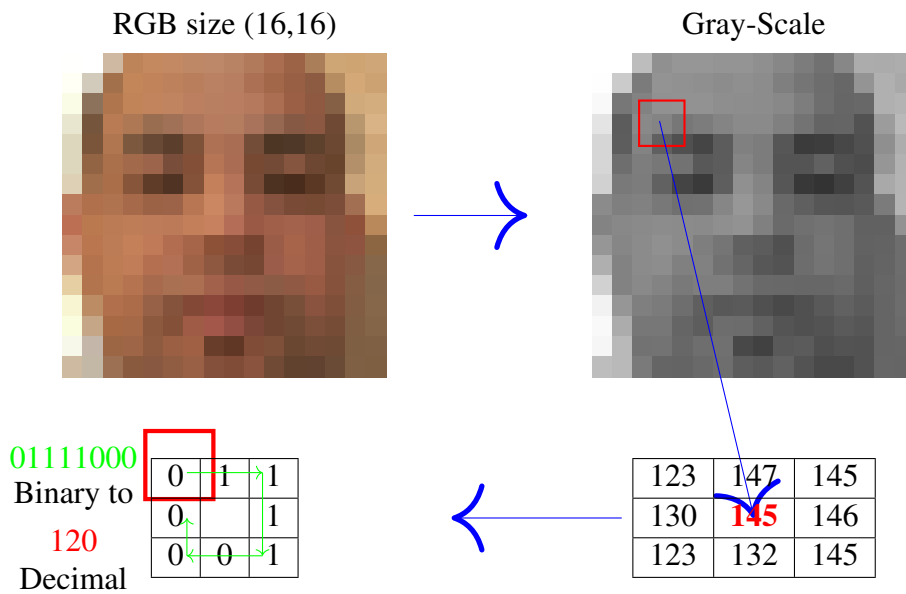 RGB size (16,16)
Gray-Scale
01111000
Binary to
120
Decimal
0 1 1
0 1
0 0 1
123 147 145
130 145 146
123 132 145